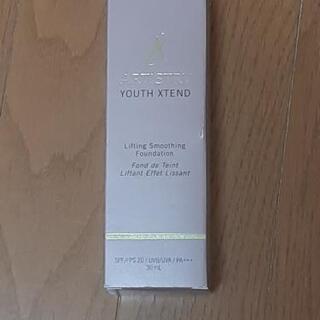 ARTISTRY
YOUTH XTEND
Lifting Smoothing
Foundation
Fond de Teint
Liftant Effet Lissant
SPF/FPS 20 / UVB/UVA / PA+++
30 mL